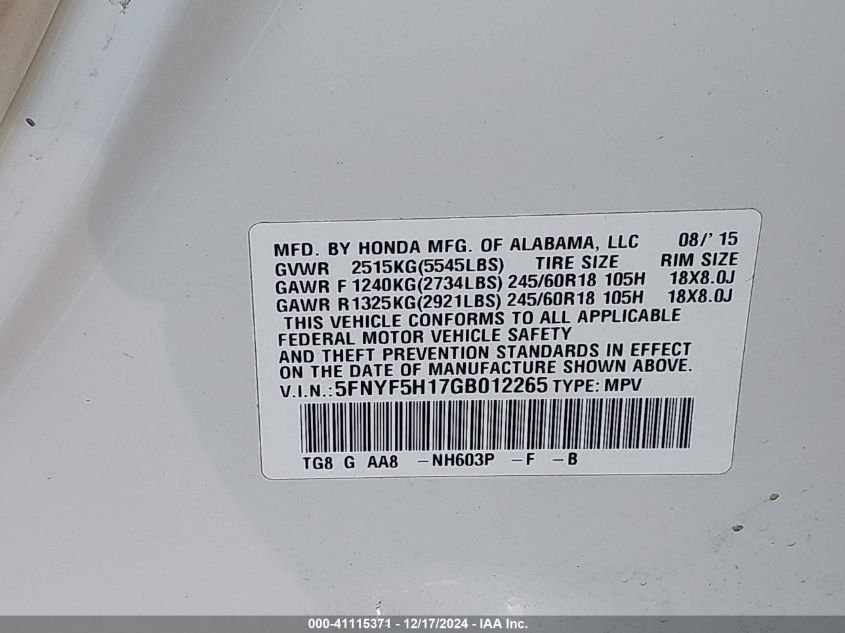 MFD. BY HONDA MFG. OF ALABAMA, LLC 08/'15
GVWR 2515KG(5545LBS) TIRE SIZE RIM SIZE
GAWR F 1240KG(2734LBS) 245/60R18 105H 18X8.0J
GAWR R 1325KG(2921LBS) 245/60R18 105H 18X8.0J
THIS VEHICLE CONFORMS TO ALL APPLICABLE
FEDERAL MOTOR VEHICLE SAFETY
AND THEFT PREVENTION STANDARDS IN EFFECT
ON THE DATE OF MANUFACTURE SHOWN ABOVE.
V.I.N.:5FNYF5H17GB012265 TYPE: MPV
TG8 G AA8 -NH603P -F -B
000-41115371 - 12/17/2024 - IAA Inc.